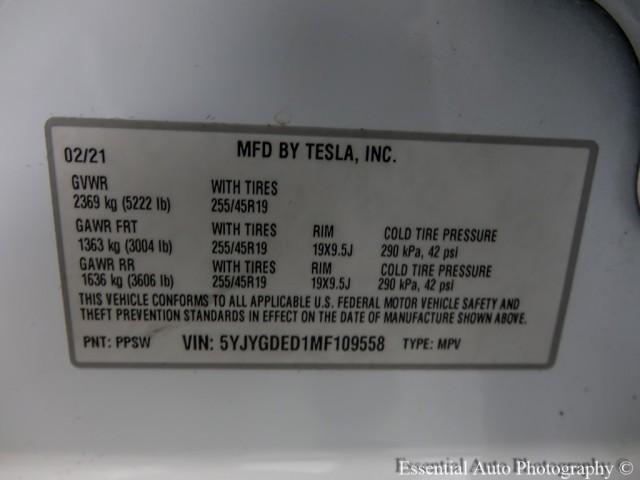 02/21 MFD BY TESLA, INC.
GVWR WITH TIRES
2369 kg (5222 lb) 255/45R19
GAWR FRT WITH TIRES RIM COLD TIRE PRESSURE
1363 kg (3004 lb) 255/45R19 19X9.5J 290 kPa, 42 psi
GAWR RR WITH TIRES RIM COLD TIRE PRESSURE
1636 kg (3606 lb) 255/45R19 19X9.5J 290 kPa, 42 psi
THIS VEHICLE CONFORMS TO ALL APPLICABLE U.S. FEDERAL MOTOR VEHICLE SAFETY AND
THEFT PREVENTION STANDARDS IN EFFECT ON THE DATE OF MANUFACTURE SHOWN ABOVE.
PNT: PPSW VIN: 5YJYGDED1MF109558 TYPE: MPV
Essential Auto Photography ©